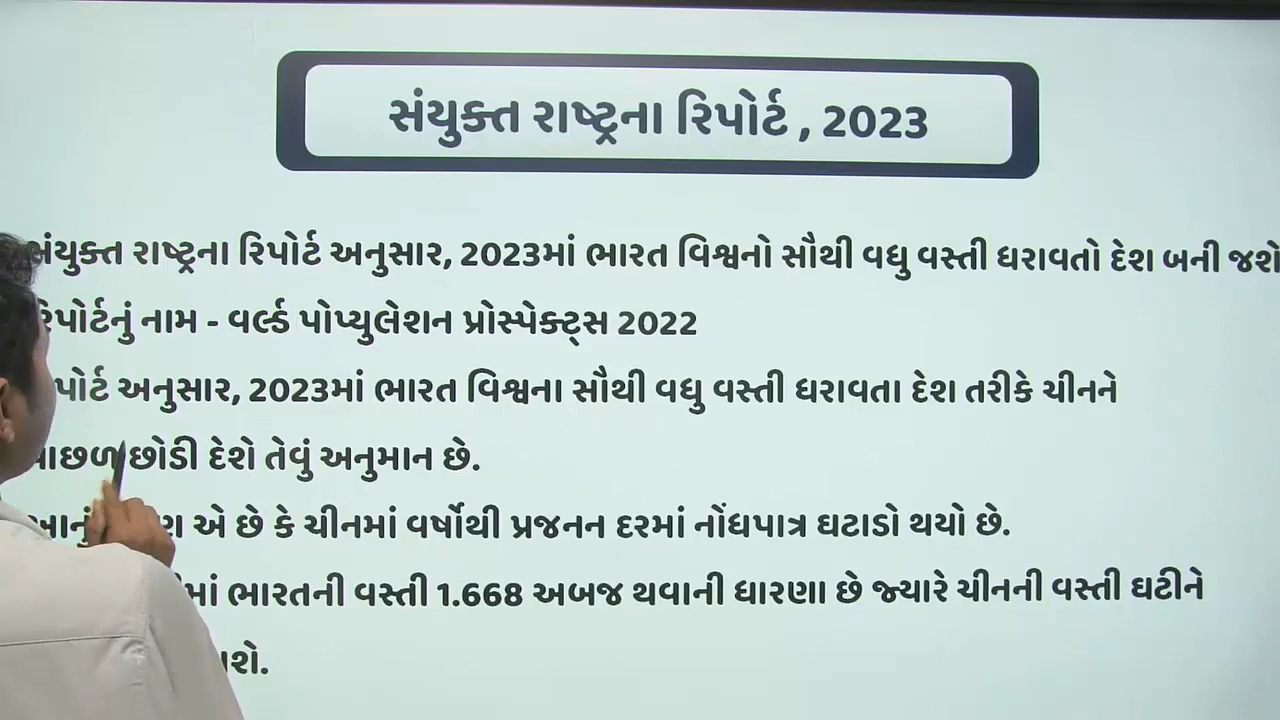 સંયુક્ત રાષ્ટ્રના રિપોર્ટ , 2023
સંયુક્ત રાષ્ટ્રના રિપોર્ટ અનુસાર, 2023માં ભારત વિશ્વનો સૌથી વધુ વસ્તી ધરાવતો દેશ બની જશે
રિપોર્ટનું નામ - વર્લ્ડ પોપ્યુલેશન પ્રોસ્પેક્ટ્સ 2022
રિપોર્ટ અનુસાર, 2023માં ભારત વિશ્વના સૌથી વધુ વસ્તી ધરાવતા દેશ તરીકે ચીનને
પાછળ છોડી દેશે તેવું અનુમાન છે.
આનું એ છે કે ચીનમાં વર્ષોથી પ્રજનન દરમાં નોંધપાત્ર ઘટાડો થયો છે.
ભારતની વસ્તી 1.668 અબજ થવાની ધારણા છે જ્યારે ચીનની વસ્તી ઘટીને